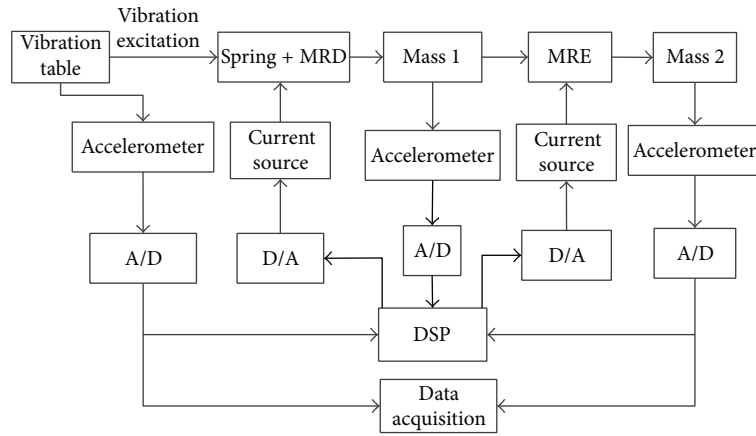 Vibration
excitation
Vibration
table
Spring + MRD
Mass 1
MRE
Mass 2
Accelerometer
Current
source
Accelerometer
Current
source
Accelerometer
A/D
D/A
A/D
D/A
A/D
DSP
Data
acquisition